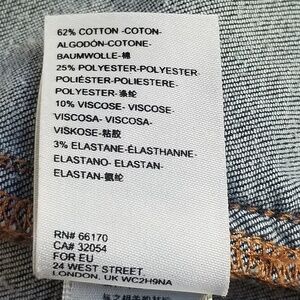 62% COTTON -COTON-
ALGODÓN-COTONE-
BAUMWOLLE-棉
25% POLYESTER-POLYESTER-
POLIÉSTER-POLIESTERE-
POLYESTER-涤纶
10% VISCOSE- VISCOSE-
VISCOSA- VISCOSA-
VISKOSE-粘胶
3% ELASTANE-ÉLASTHANNE-
ELASTANO- ELASTAN-
ELASTAN-氨纶
RN# 66170
CA# 32054
FOR EU
24 WEST STREET
LONDON, UK WC2H9NA